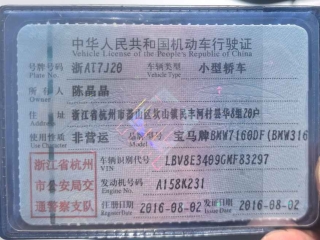 中华人民共和国机动车行驶证
Vehicle License of the People's Republic of China
号牌号码 浙AT7J20 车辆类型 小型轿车
Plate No. Vehicle Type
所有人 陈晶晶
Owner
住址 浙江省杭州市萧山区坎山镇民丰河村昙华8组20户
Address
使用性质 非营运 品牌型号 宝马牌BMW7160DF(BMW316
Use Character Model
浙江省杭州市公安局交通警察支队
车辆识别代号 LBV8E3409GMF83297
VIN
发动机号码 A158K231
Engine No.
注册日期 2016-08-02 发证日期 2016-08-02
Register Date Issue Date